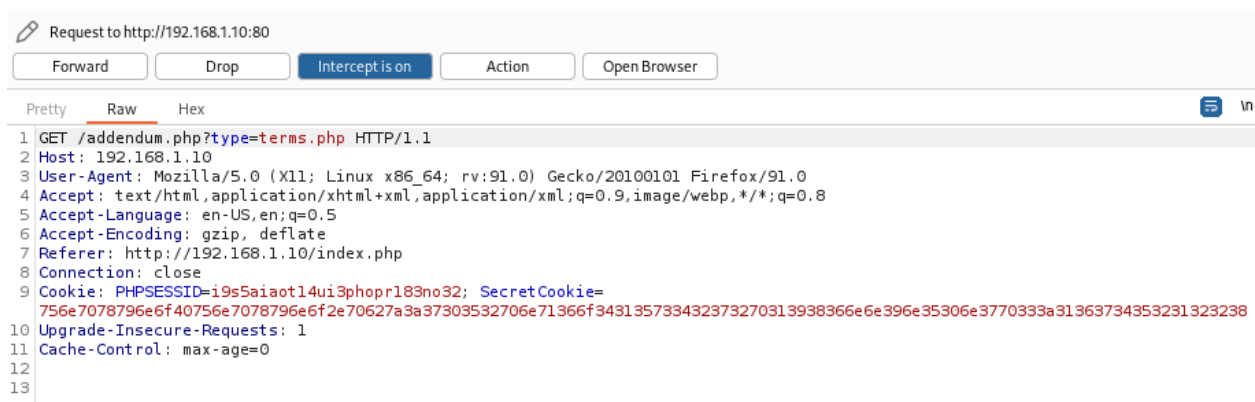 Request to http://192.168.1.10:80
Forward Drop Intercept is on Action Open Browser
Pretty Raw Hex \n
1 GET /addendum.php?type=terms.php HTTP/1.1
2 Host: 192.168.1.10
3 User-Agent: Mozilla/5.0 (X11; Linux x86_64; rv:91.0) Gecko/20100101 Firefox/91.0
4 Accept: text/html,application/xhtml+xml,application/xml;q=0.9,image/webp,*/*;q=0.8
5 Accept-Language: en-US,en;q=0.5
6 Accept-Encoding: gzip, deflate
7 Referer: http://192.168.1.10/index.php
8 Connection: close
9 Cookie: PHPSESSID=i9s5aiaotl4ui3phoprl83no32; SecretCookie=
756e7078796e6f40756e7078796e6f2e70627a3a37303532706e71366f343135733432373270313938366e6e396e35306e3770333a31363734353231323238
10 Upgrade-Insecure-Requests: 1
11 Cache-Control: max-age=0
12
13